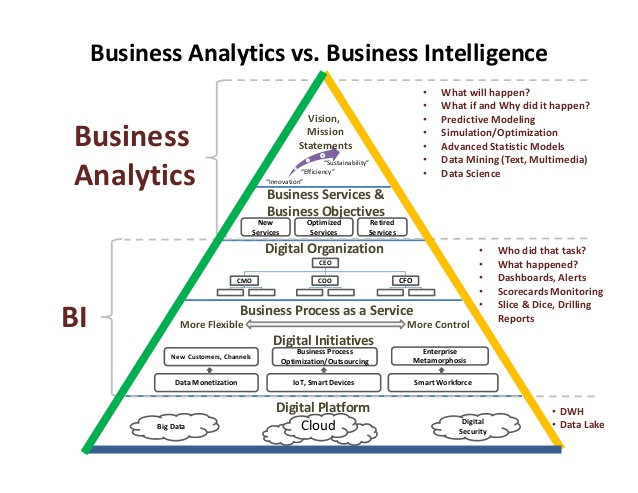 Business Analytics vs. Business Intelligence
Business
Analytics
BI
Vision,
Mission
Statements
"Sustainability"
"Efficiency"
"Innovation"
Business Services &
Business Objectives
New
Services
Optimized
Services
Retired
Services
Digital Organization
CEO
CMO
COO
CFO
Business Process as a Service
More Flexible
More Control
Digital Initiatives
New Customers, Channels
Business Process
Optimization/Outsourcing
Enterprise
Metamorphosis
Data Monetization
IoT, Smart Devices
Smart Workforce
Digital Platform
Big Data
Cloud
Digital
Security
• What will happen?
• What if and Why did it happen?
• Predictive Modeling
• Simulation/Optimization
• Advanced Statistic Models
• Data Mining (Text, Multimedia)
• Data Science
• Who did that task?
• What happened?
• Dashboards, Alerts
• Scorecards Monitoring
• Slice & Dice, Drilling
Reports
• DWH
• Data Lake